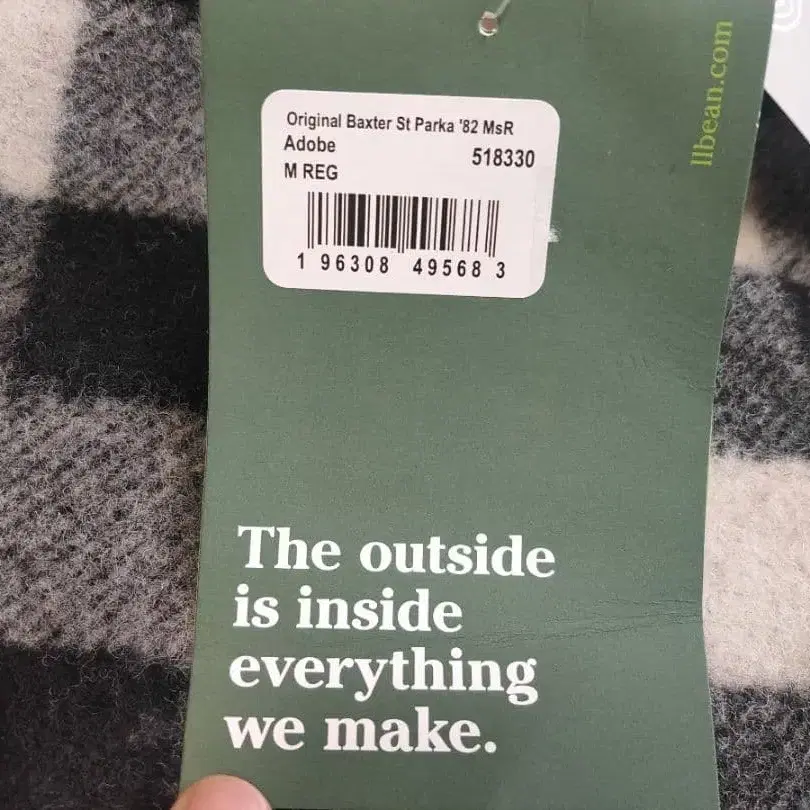 llbean.com
Original Baxter St Parka '82 MsR
Adobe 518330
M REG
1 96308 49568 3
The outside
is inside
everything
we make.